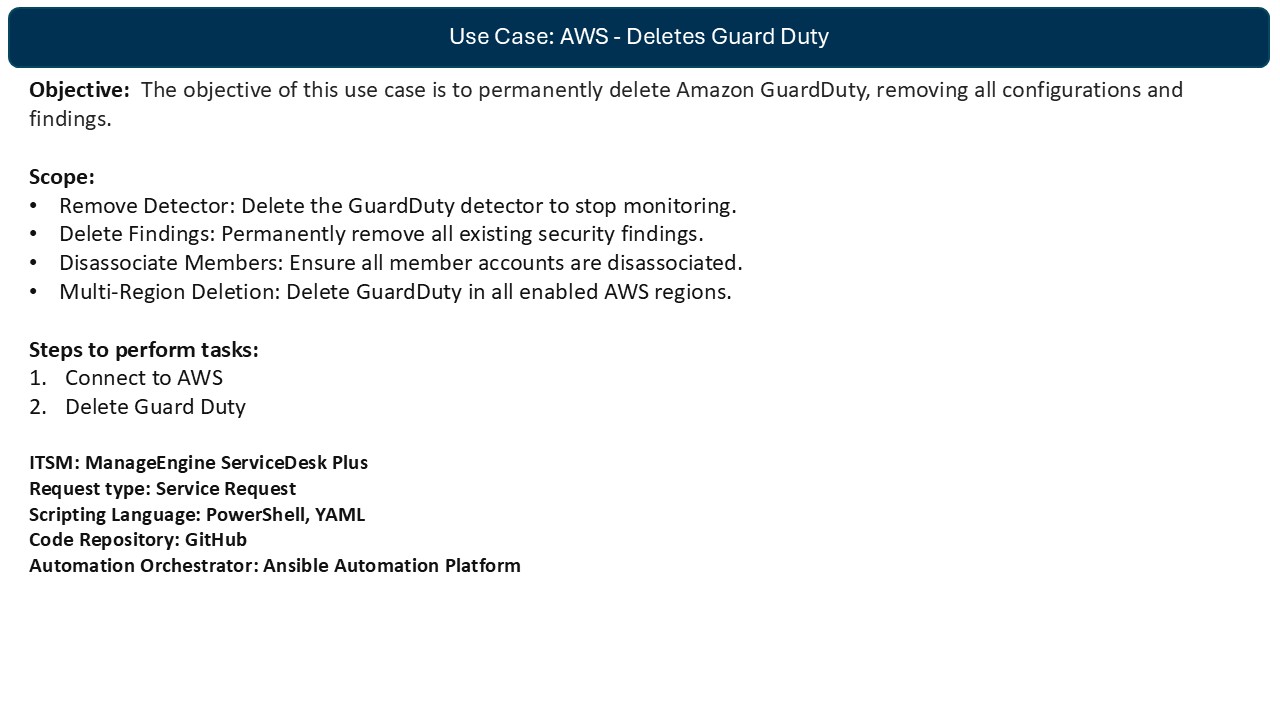 Use Case: AWS - Deletes Guard Duty
Objective: The objective of this use case is to permanently delete Amazon GuardDuty, removing all configurations and
findings.
Scope:
• Remove Detector: Delete the GuardDuty detector to stop monitoring.
• Delete Findings: Permanently remove all existing security findings.
• Disassociate Members: Ensure all member accounts are disassociated.
• Multi-Region Deletion: Delete GuardDuty in all enabled AWS regions.
Steps to perform tasks:
1. Connect to AWS
2. Delete Guard Duty
ITSM: ManageEngine ServiceDesk Plus
Request type: Service Request
Scripting Language: PowerShell, YAML
Code Repository: GitHub
Automation Orchestrator: Ansible Automation Platform